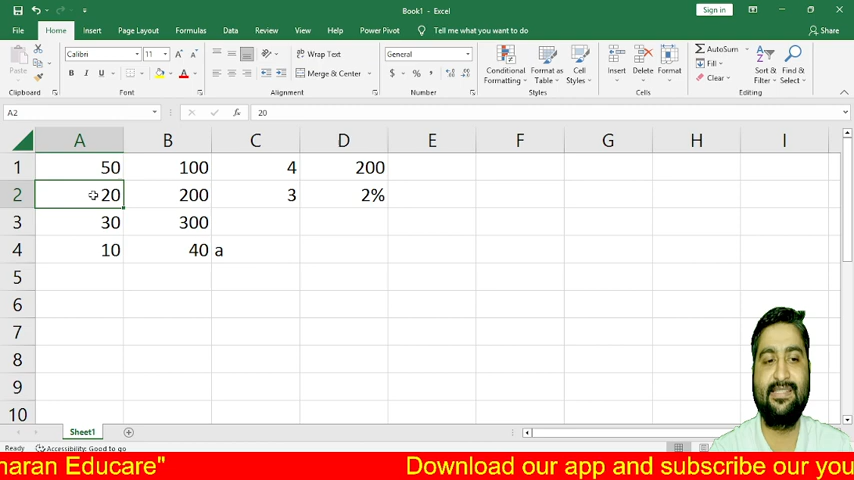 Book1 - Excel
Sign in
File Home Insert Draw Page Layout Formulas Data Review View Help Power Pivot Tell me what you want to do Share
Paste
Calibri 11
B I U
A A
Wrap Text
Merge & Center
General
$ % ,
Conditional Formatting
Format as Table
Cell Styles
Insert
Delete
Format
AutoSum
Fill
Clear
Sort & Filter
Find & Select
Clipboard Font Alignment Number Styles Cells Editing
A2 fx 20
A B C D E F G H I
1 50 100 4 200
2 20 200 3 2%
3 30 300
4 10 40 a
5
6
7
8
9
10
Sheet1
Ready Accessibility: Good to go
haran Educare" Download our app and subscribe our you